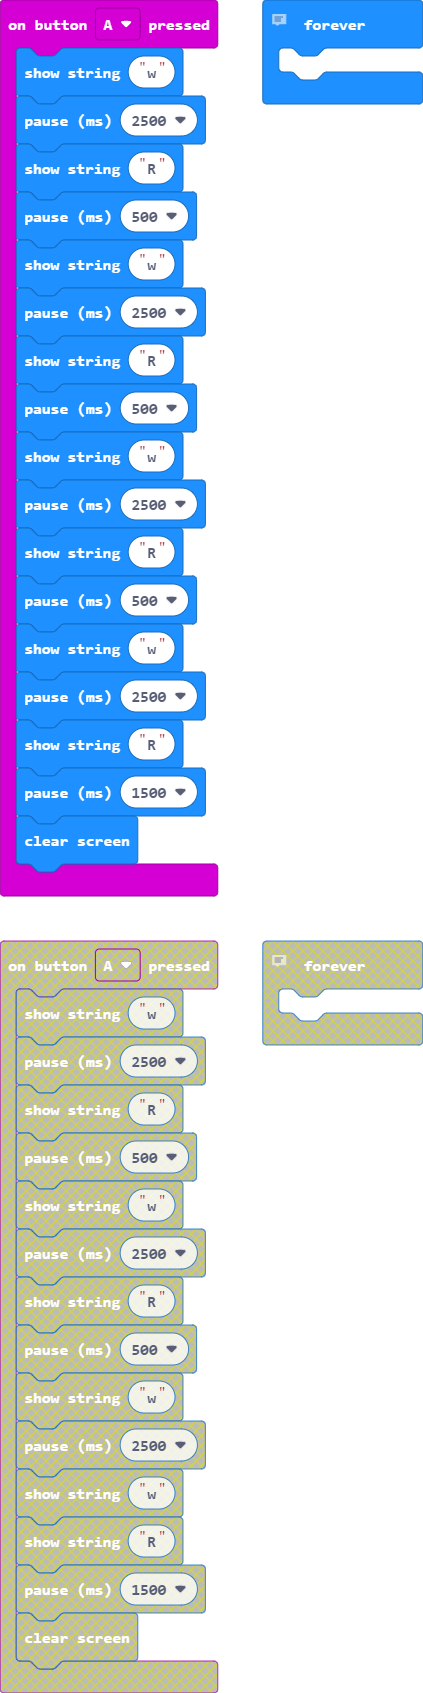 on button A pressed
show string "w"
pause (ms) 2500
show string "R"
pause (ms) 500
show string "w"
pause (ms) 2500
show string "R"
pause (ms) 500
show string "w"
pause (ms) 2500
show string "R"
pause (ms) 500
show string "w"
pause (ms) 2500
show string "R"
pause (ms) 1500
clear screen
forever
on button A pressed
show string "w"
pause (ms) 2500
show string "R"
pause (ms) 500
show string "w"
pause (ms) 2500
show string "R"
pause (ms) 500
show string "w"
pause (ms) 2500
show string "w"
show string "R"
pause (ms) 1500
clear screen
forever